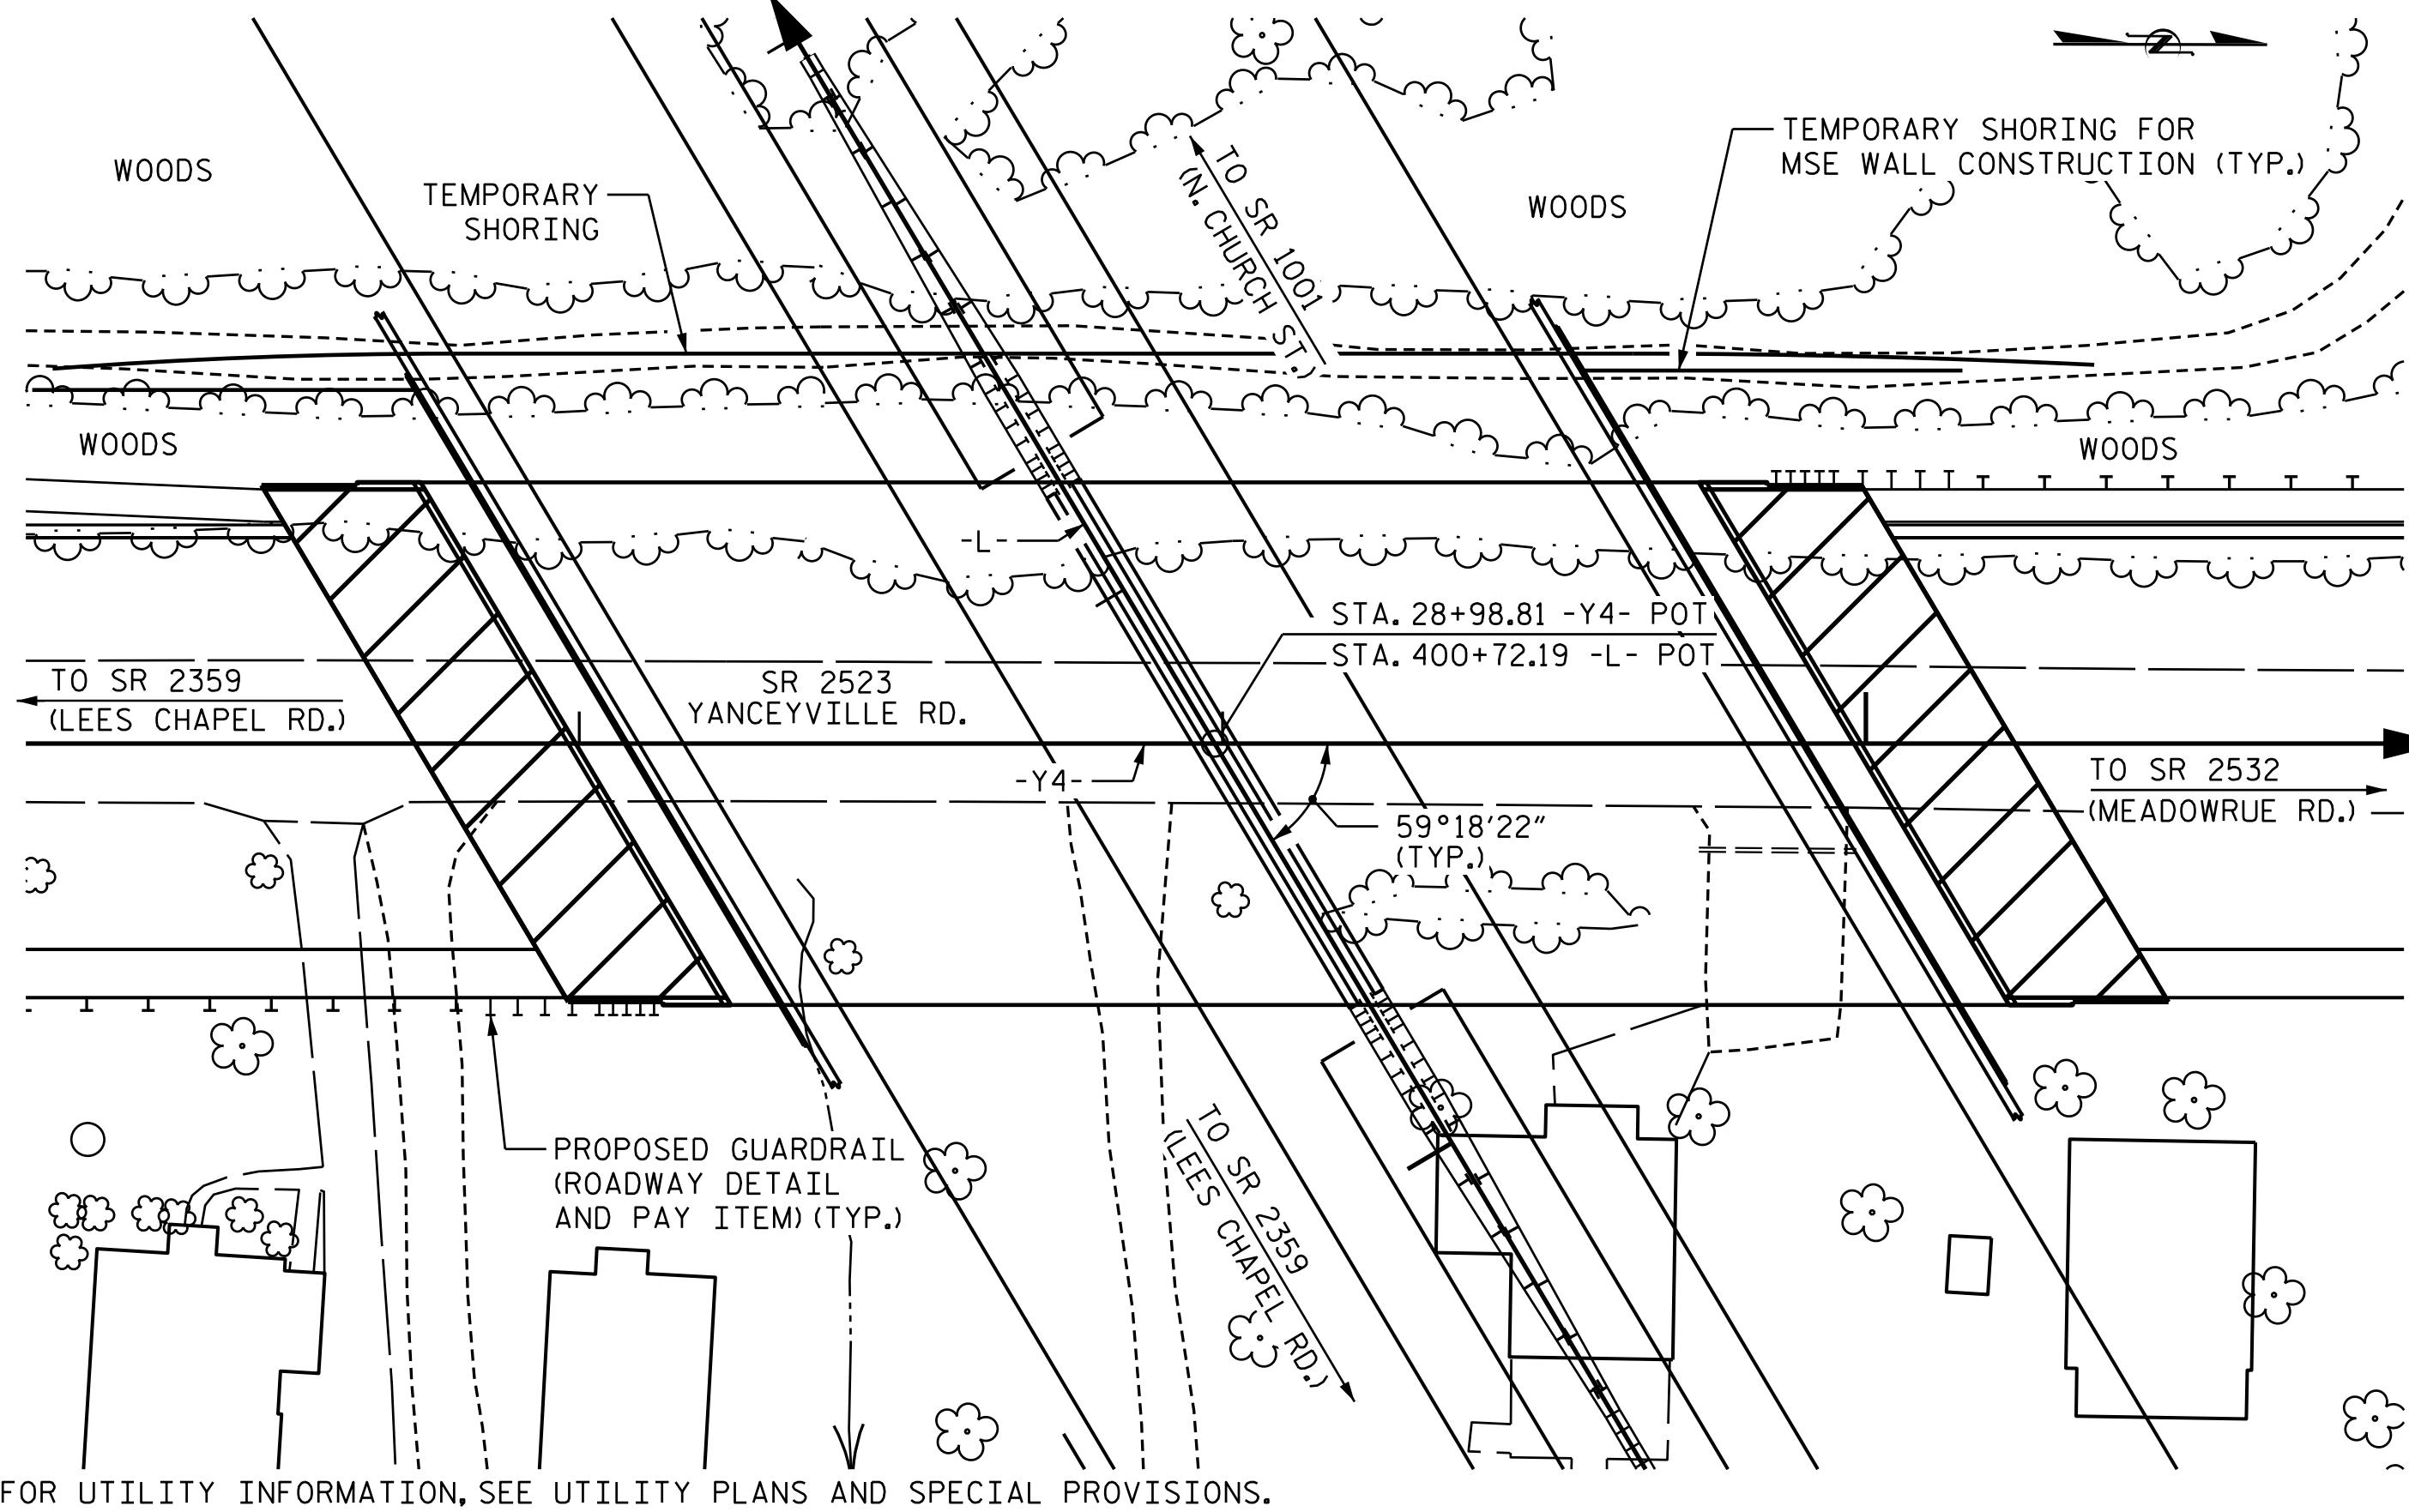 WOODS
TEMPORARY
SHORING
TO SR 1001
(N. CHURCH ST.)
TEMPORARY SHORING FOR
MSE WALL CONSTRUCTION (TYP.)
WOODS
WOODS
WOODS
-L-
STA. 28+98.81 -Y4- POT
STA. 400+72.19 -L- POT
TO SR 2359
(LEES CHAPEL RD.)
SR 2523
YANCEYVILLE RD.
-Y4-
TO SR 2532
(MEADOWRUE RD.)
59°18'22"
(TYP.)
PROPOSED GUARDRAIL
(ROADWAY DETAIL
AND PAY ITEM)(TYP.)
TO SR 2359
(LEES CHAPEL RD.)
FOR UTILITY INFORMATION, SEE UTILITY PLANS AND SPECIAL PROVISIONS.